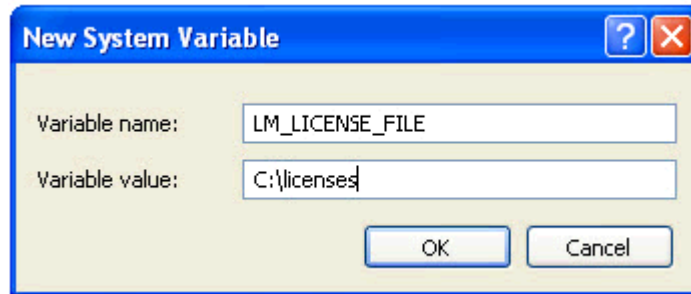 New System Variable
?
Variable name: LM_LICENSE_FILE
Variable value: C:\licenses
OK Cancel